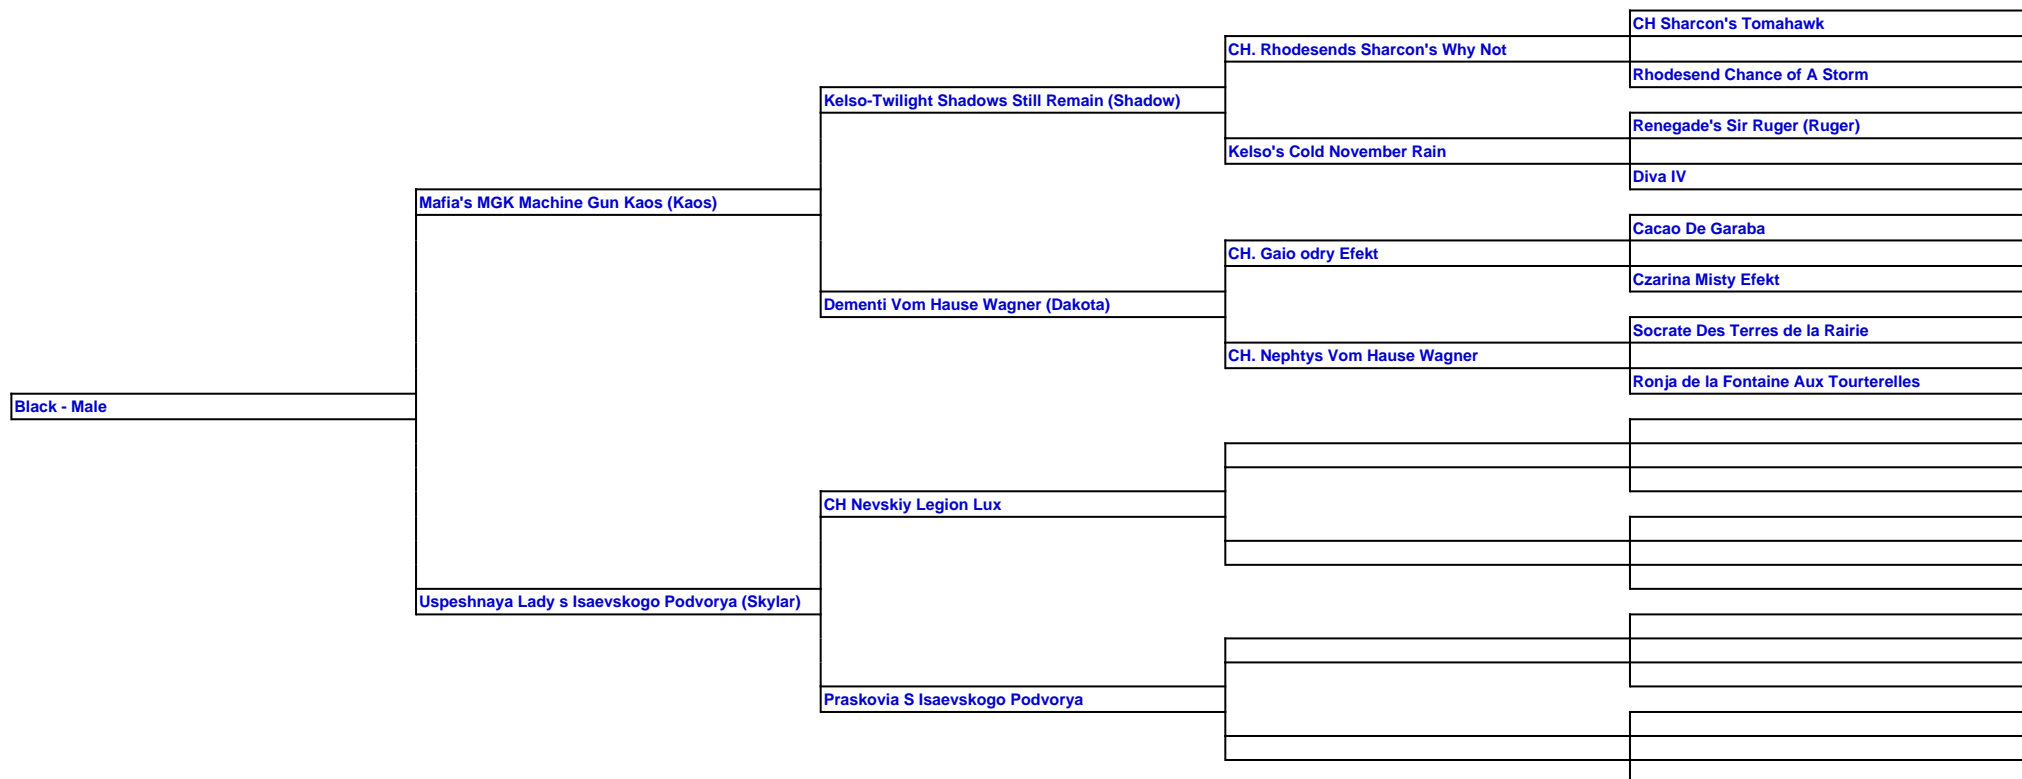 CH Sharcon's Tomahawk
CH. Rhodesends Sharcon's Why Not
Rhodesend Chance of A Storm
Kelso-Twilight Shadows Still Remain (Shadow)
Renegade's Sir Ruger (Ruger)
Kelso's Cold November Rain
Diva IV
Mafia's MGK Machine Gun Kaos (Kaos)
Cacao De Garaba
CH. Gaio odry Efekt
Czarina Misty Efekt
Dementi Vom Hause Wagner (Dakota)
Socrate Des Terres de la Rairie
CH. Nephtys Vom Hause Wagner
Ronja de la Fontaine Aux Tourterelles
Black - Male
CH Nevskiy Legion Lux
Uspeshnaya Lady s Isaevskogo Podvorya (Skylar)
Praskovia S Isaevskogo Podvorya